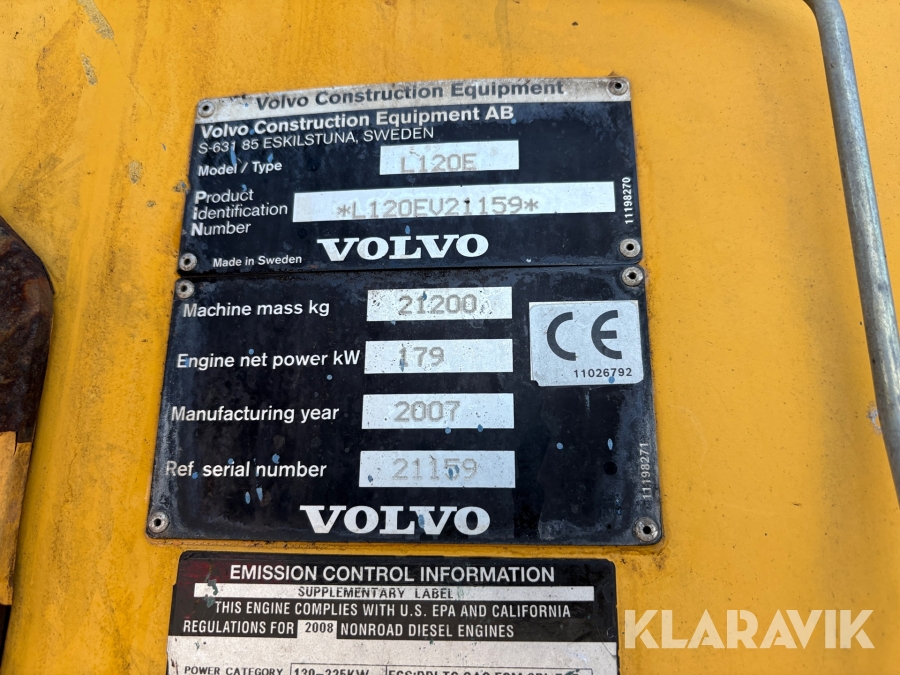 Volvo Construction Equipment
Volvo Construction Equipment AB
S-631 85 ESKILSTUNA, SWEDEN
Model / Type L120E
Product
Identification
Number
*L120EV21159*
11198270
VOLVO
Made in Sweden
Machine mass kg 21200
Engine net power kW 179
CE
11026792
Manufacturing year 2007
Ref. serial number 21159
11198271
VOLVO
EMISSION CONTROL INFORMATION
SUPPLEMENTARY LABEL
THIS ENGINE COMPLIES WITH U.S. EPA AND CALIFORNIA
REGULATIONS FOR 2008 NONROAD DIESEL ENGINES
POWER CATEGORY 130-225KW
KLARAVIK